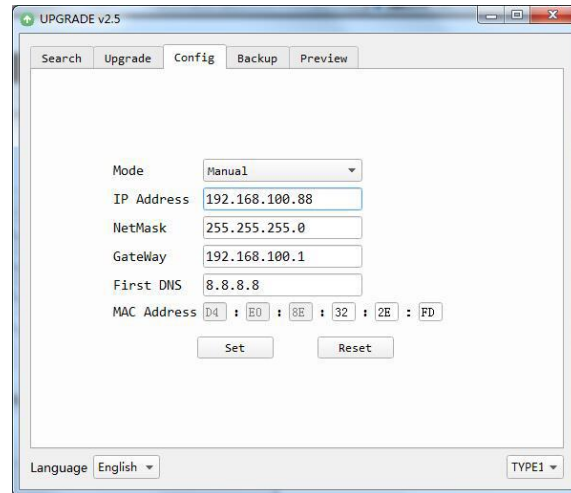 UPGRADE v2.5
Search Upgrade Config Backup Preview
Mode Manual
IP Address 192.168.100.88
NetMask 255.255.255.0
GateWay 192.168.100.1
First DNS 8.8.8.8
MAC Address D4 : E0 : 8E : 32 : 2E : FD
Set Reset
Language English TYPE1